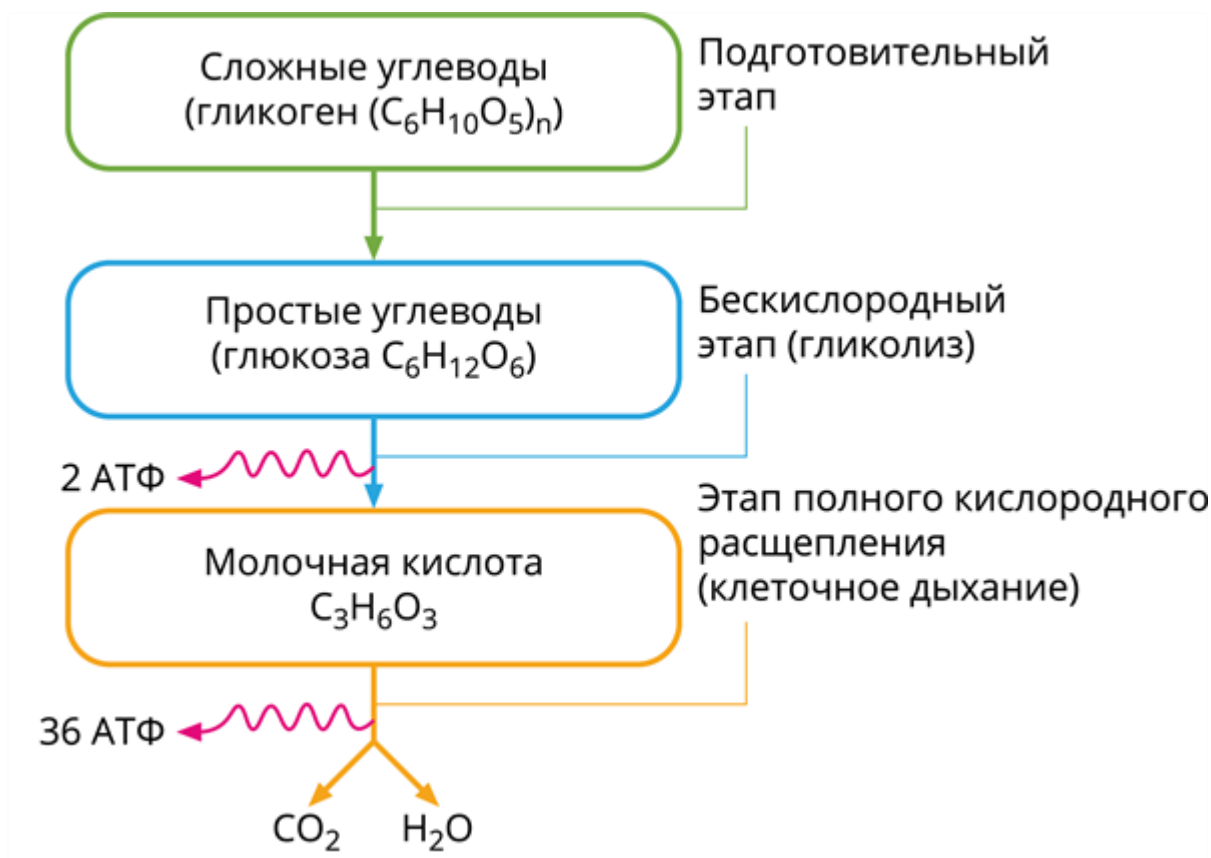 Сложные углеводы
(гликоген (C₆H₁₀O₅)ₙ)
Подготовительный
этап
Простые углеводы
(глюкоза C₆H₁₂O₆)
Бескислородный
этап (гликолиз)
2 АТФ
Молочная кислота
C₃H₆O₃
Этап полного кислородного
расщепления
(клеточное дыхание)
36 АТФ
CO₂
H₂O